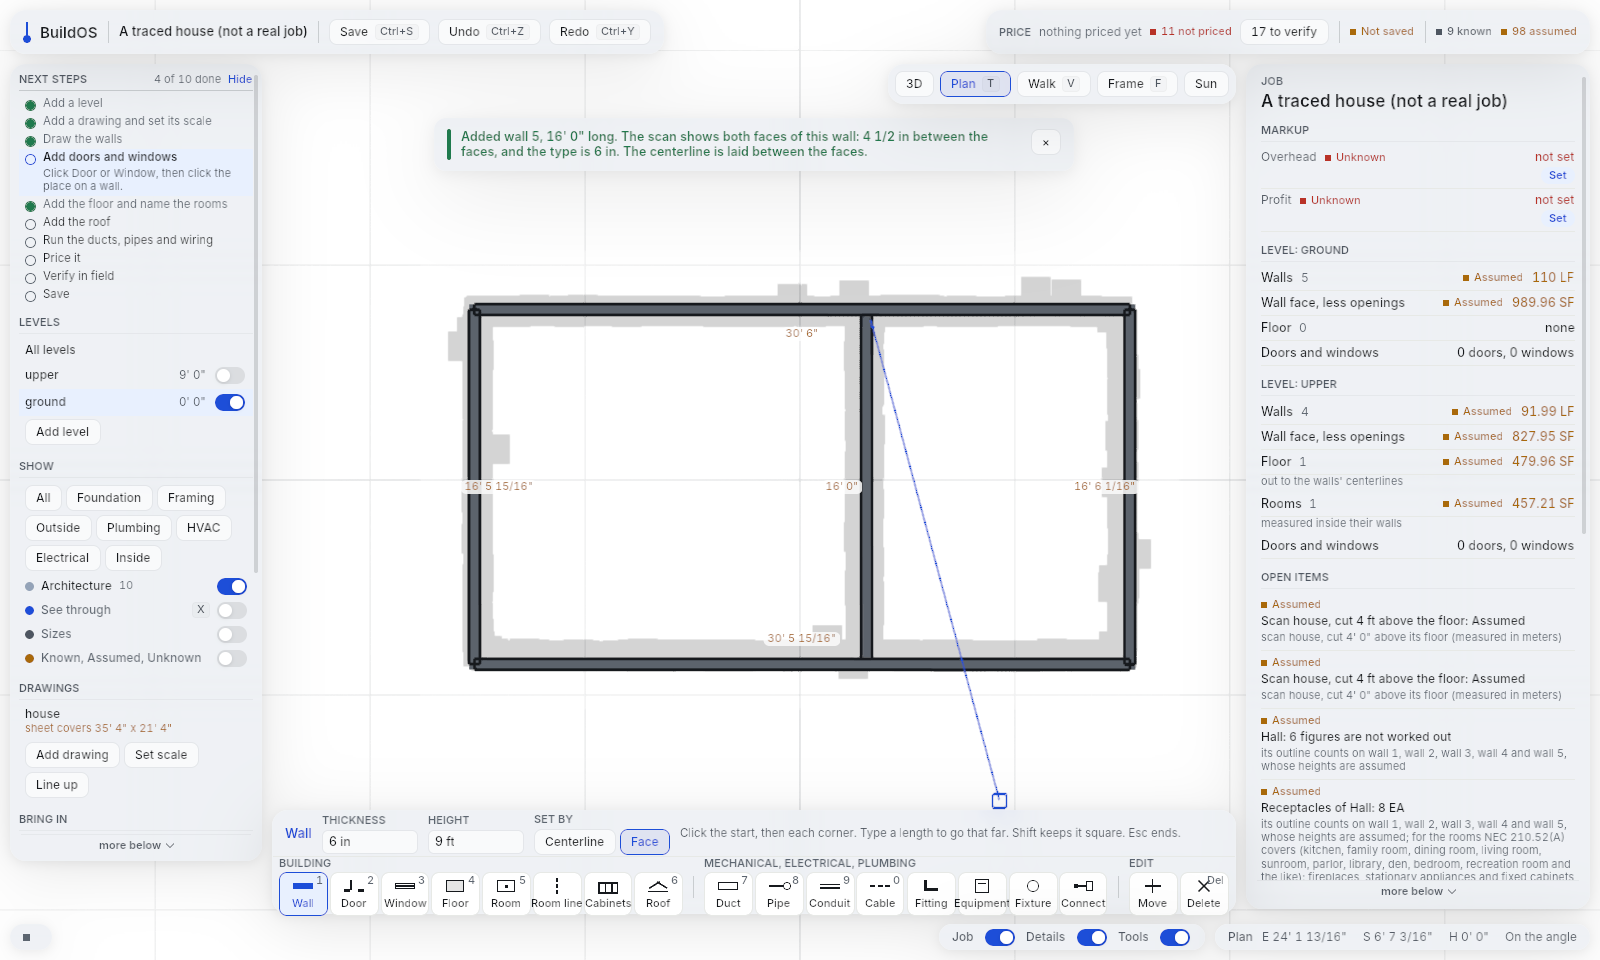 BuildOS
A traced house (not a real job)
Save Ctrl+S
Undo Ctrl+Z
Redo Ctrl+Y
PRICE nothing priced yet 11 not priced 17 to verify Not saved 9 known 98 assumed
3D Plan T Walk V Frame F Sun
NEXT STEPS 4 of 10 done Hide
Add a level
Add a drawing and set its scale
Draw the walls
Add doors and windows
Click Door or Window, then click the
place on a wall.
Add the floor and name the rooms
Add the roof
Run the ducts, pipes and wiring
Price it
Verify in field
Save
LEVELS
All levels
upper 9' 0"
ground 0' 0"
Add level
SHOW
All Foundation Framing
Outside Plumbing HVAC
Electrical Inside
Architecture 10
See through X
Sizes
Known, Assumed, Unknown
DRAWINGS
house
sheet covers 35' 4" x 21' 4"
Add drawing Set scale
Line up
BRING IN
more below
Added wall 5, 16' 0" long. The scan shows both faces of this wall: 4 1/2 in between the
faces, and the type is 6 in. The centerline is laid between the faces.
×
30' 6"
16' 5 15/16"
16' 0"
16' 6 1/16"
30' 5 15/16"
JOB
A traced house (not a real job)
MARKUP
Overhead Unknown not set
Set
Profit Unknown not set
Set
LEVEL: GROUND
Walls 5 Assumed 110 LF
Wall face, less openings Assumed 989.96 SF
Floor 0 none
Doors and windows 0 doors, 0 windows
LEVEL: UPPER
Walls 4 Assumed 91.99 LF
Wall face, less openings Assumed 827.95 SF
Floor 1 Assumed 479.96 SF
out to the walls' centerlines
Rooms 1 Assumed 457.21 SF
measured inside their walls
Doors and windows 0 doors, 0 windows
OPEN ITEMS
Assumed
Scan house, cut 4 ft above the floor: Assumed
scan house, cut 4' 0" above its floor (measured in meters)
Assumed
Scan house, cut 4 ft above the floor: Assumed
scan house, cut 4' 0" above its floor (measured in meters)
Assumed
Hall: 6 figures are not worked out
its outline counts on wall 1, wall 2, wall 3, wall 4 and wall 5,
whose heights are assumed
Assumed
Receptacles of Hall: 8 EA
its outline counts on wall 1, wall 2, wall 3, wall 4 and wall 5,
whose heights are assumed; for the rooms NEC 210.52(A)
covers (kitchen, family room, dining room, living room,
sunroom, parlor, library, den, bedroom, recreation room and
the like): fireplaces, stationary appliances and fixed cabinets
more below
Wall
THICKNESS
6 in
HEIGHT
9 ft
SET BY
Centerline Face
Click the start, then each corner. Type a length to go that far. Shift keeps it square. Esc ends.
BUILDING
Wall 1
Door 2
Window 3
Floor 4
Room 5
Room line
Cabinets
Roof 6
MECHANICAL, ELECTRICAL, PLUMBING
Duct 7
Pipe 8
Conduit 9
Cable 0
Fitting
Equipment
Fixture
Connect
EDIT
Move
Delete Del
Job Details Tools
Plan E 24' 1 13/16" S 6' 7 3/16" H 0' 0" On the angle